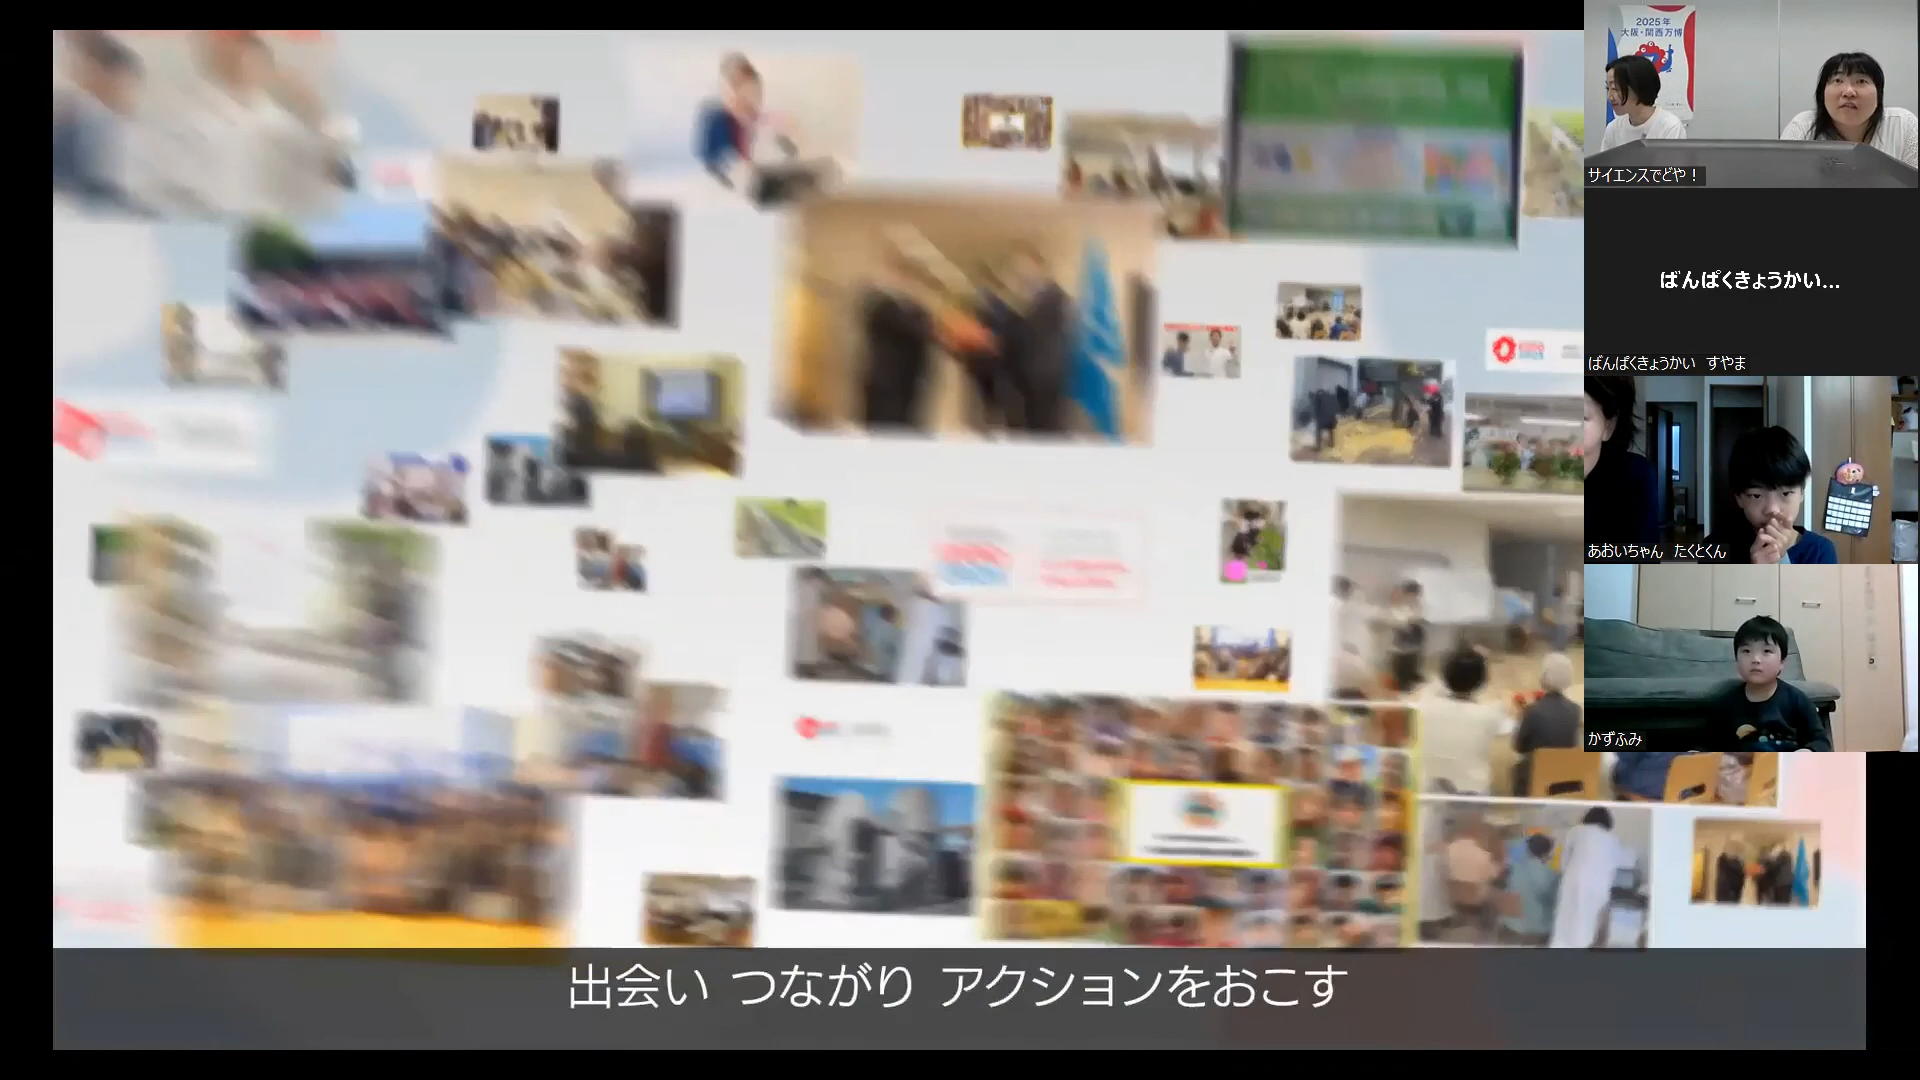 2025年
大阪・関西万博
サイエンスでどや！
ばんぱくきょうかい...
ばんぱくきょうかい　すやま
あおいちゃん　たくとくん
かずふみ
出会い つながり アクションをおこす